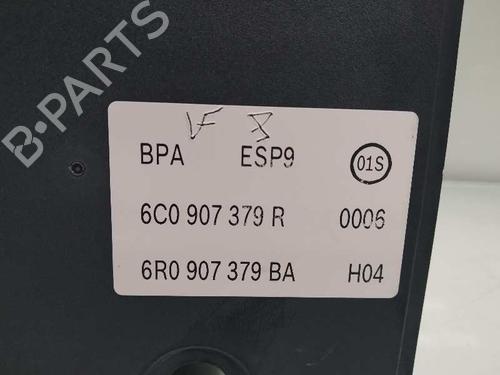 B-PARTS
VF 8
BPA ESP9 01S
6C0 907 379 R 0006
6R0 907 379 BA H04